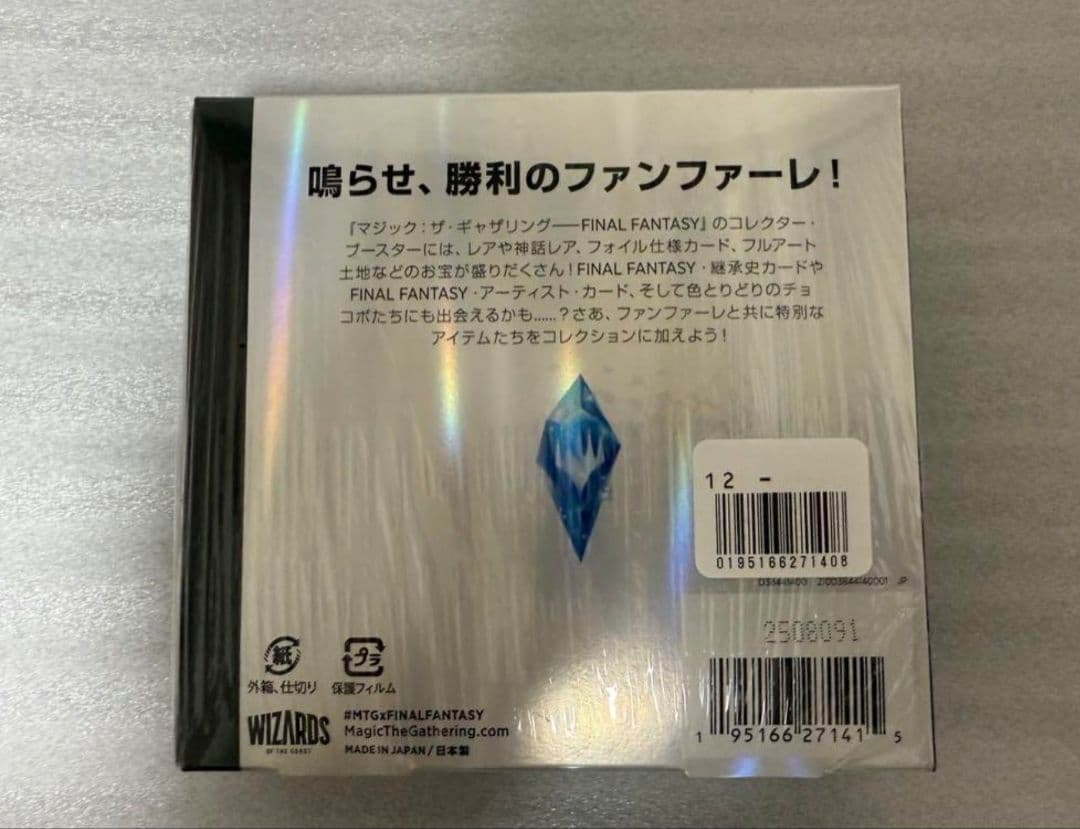 鳴らせ、勝利のファンファーレ！
『マジック：ザ・ギャザリング——FINAL FANTASY』のコレクター・
ブースターには、レアや神話レア、フォイル仕様カード、フルアート
土地などのお宝が盛りだくさん！FINAL FANTASY・継承史カードや
FINAL FANTASY・アーティスト・カード、そして色とりどりのチョ
コボたちにも出会えるかも……？さあ、ファンファーレと共に特別な
アイテムたちをコレクションに加えよう！
12 -
0195166271408
JP
2508091
1 95166 27141 5
紙
外箱、仕切り
プラ
保護フィルム
WIZARDS
OF THE COAST
#MTGxFINALFANTASY
MagicTheGathering.com
MADE IN JAPAN / 日本製